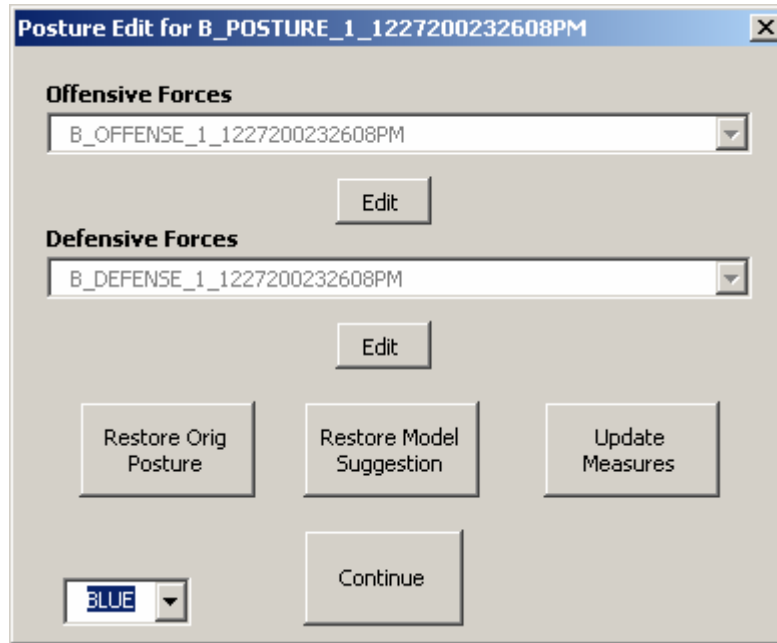 Posture Edit for B_POSTURE_1_1227200232608PM
Offensive Forces
B_OFFENSE_1_1227200232608PM
Edit
Defensive Forces
B_DEFENSE_1_1227200232608PM
Edit
Restore Orig
Posture
Restore Model
Suggestion
Update
Measures
BLUE
Continue